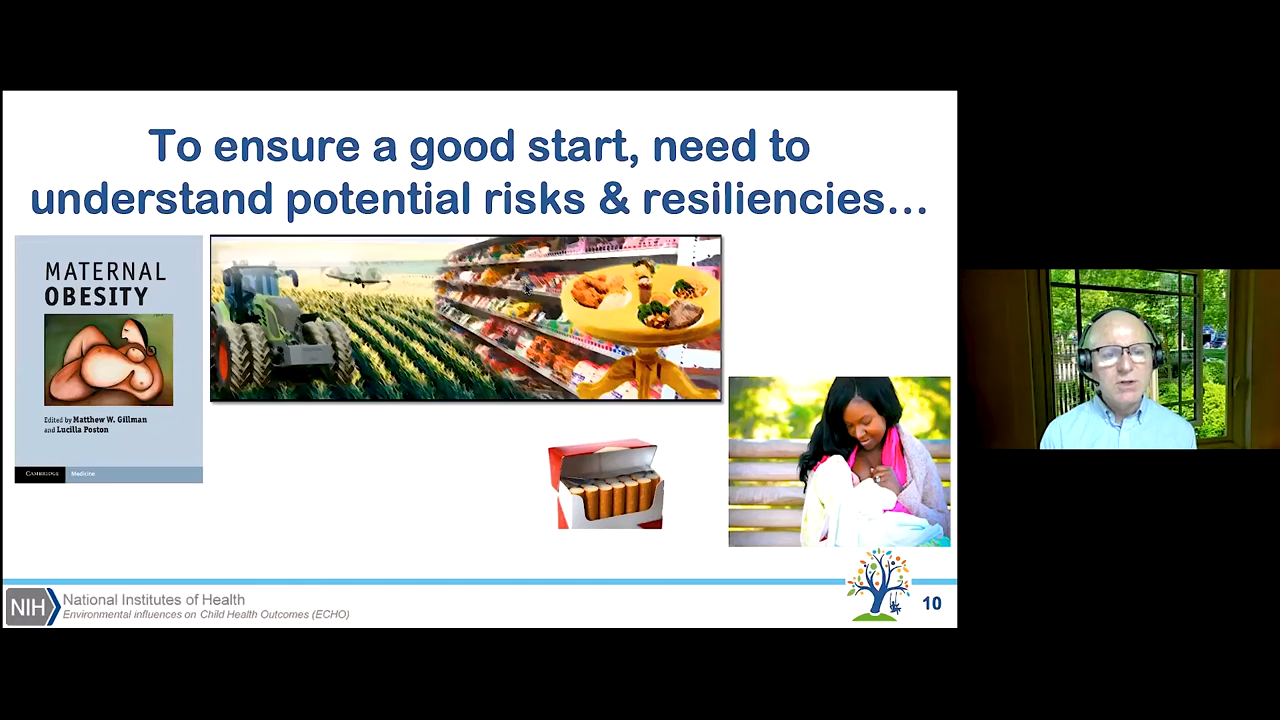 To ensure a good start, need to
understand potential risks & resiliencies...
MATERNAL
OBESITY
Edited by Matthew W. Gillman
and Lucilla Poston
CAMBRIDGE
Medicine
NIH
National Institutes of Health
Environmental influences on Child Health Outcomes (ECHO)
10